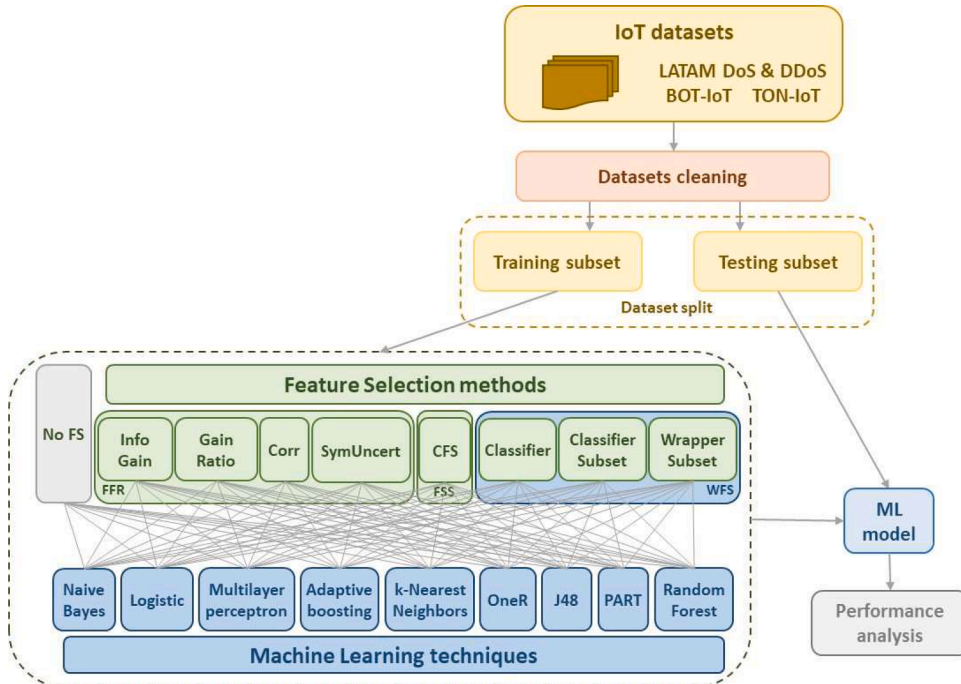 IoT datasets
LATAM DoS & DDoS
BOT-IoT TON-IoT
Datasets cleaning
Training subset
Testing subset
Dataset split
Feature Selection methods
No FS
Info
Gain
Gain
Ratio
Corr
SymUncert
CFS
Classifier
Classifier
Subset
Wrapper
Subset
FFR
FSS
WFS
ML
model
Naive
Bayes
Logistic
Multilayer
perceptron
Adaptive
boosting
k-Nearest
Neighbors
OneR
J48
PART
Random
Forest
Performance
analysis
Machine Learning techniques